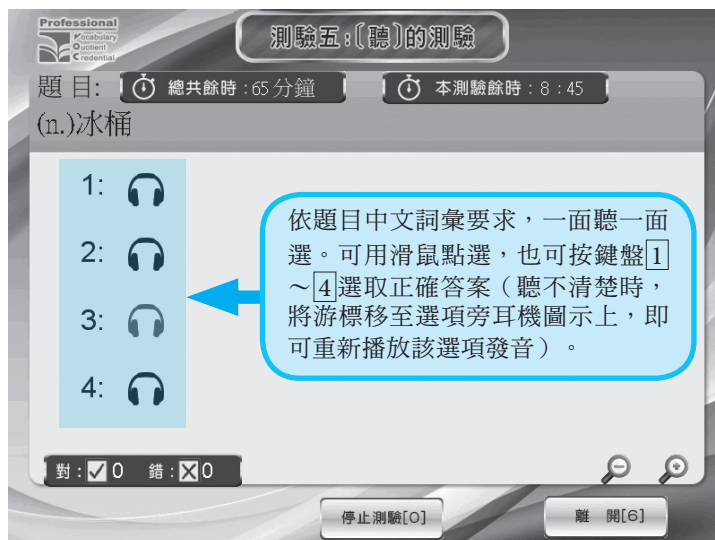 Professional
Vocabulary
Quotient
Credential
測驗五:〔聽〕的測驗
題 目: 總共餘時:65分鐘 本測驗餘時:8:45
(n.)冰桶
1:
2:
3:
4:
依題目中文詞彙要求，一面聽一面
選。可用滑鼠點選，也可按鍵盤1
～4選取正確答案（聽不清楚時，
將游標移至選項旁耳機圖示上，即
可重新播放該選項發音）。
對:0 錯:0
停止測驗[O] 離 開[6]